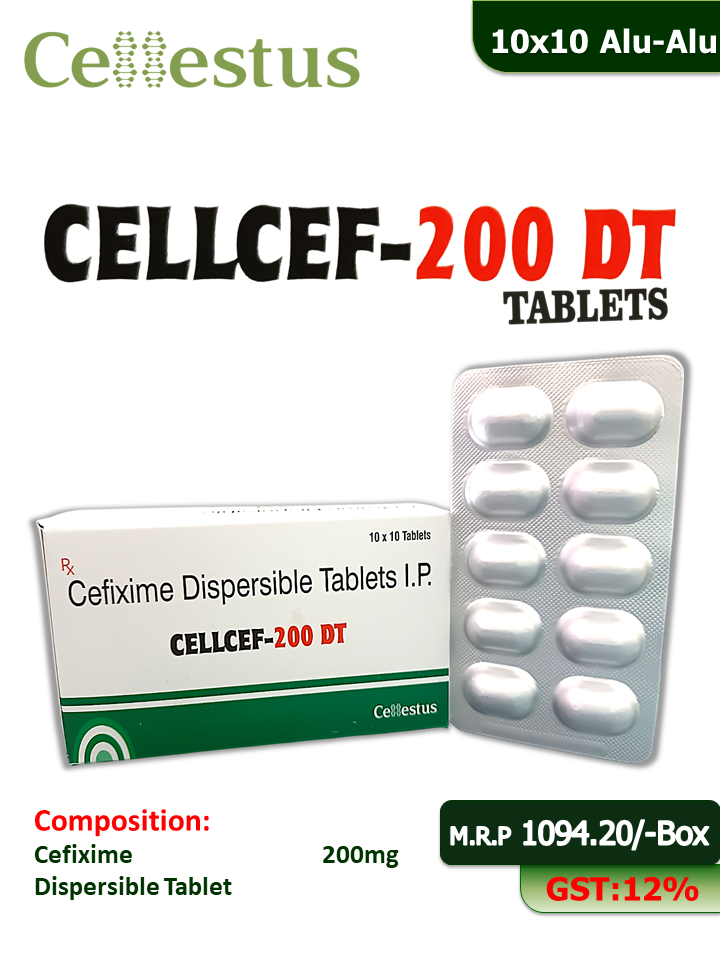 Cellestus
10x10 Alu-Alu
CELLCEF-200 DT
TABLETS
10 x 10 Tablets
Rx
Cefixime Dispersible Tablets I.P.
CELLCEF-200 DT
Cellestus
Composition:
Cefixime 200mg
Dispersible Tablet
M.R.P 1094.20/-Box
GST:12%